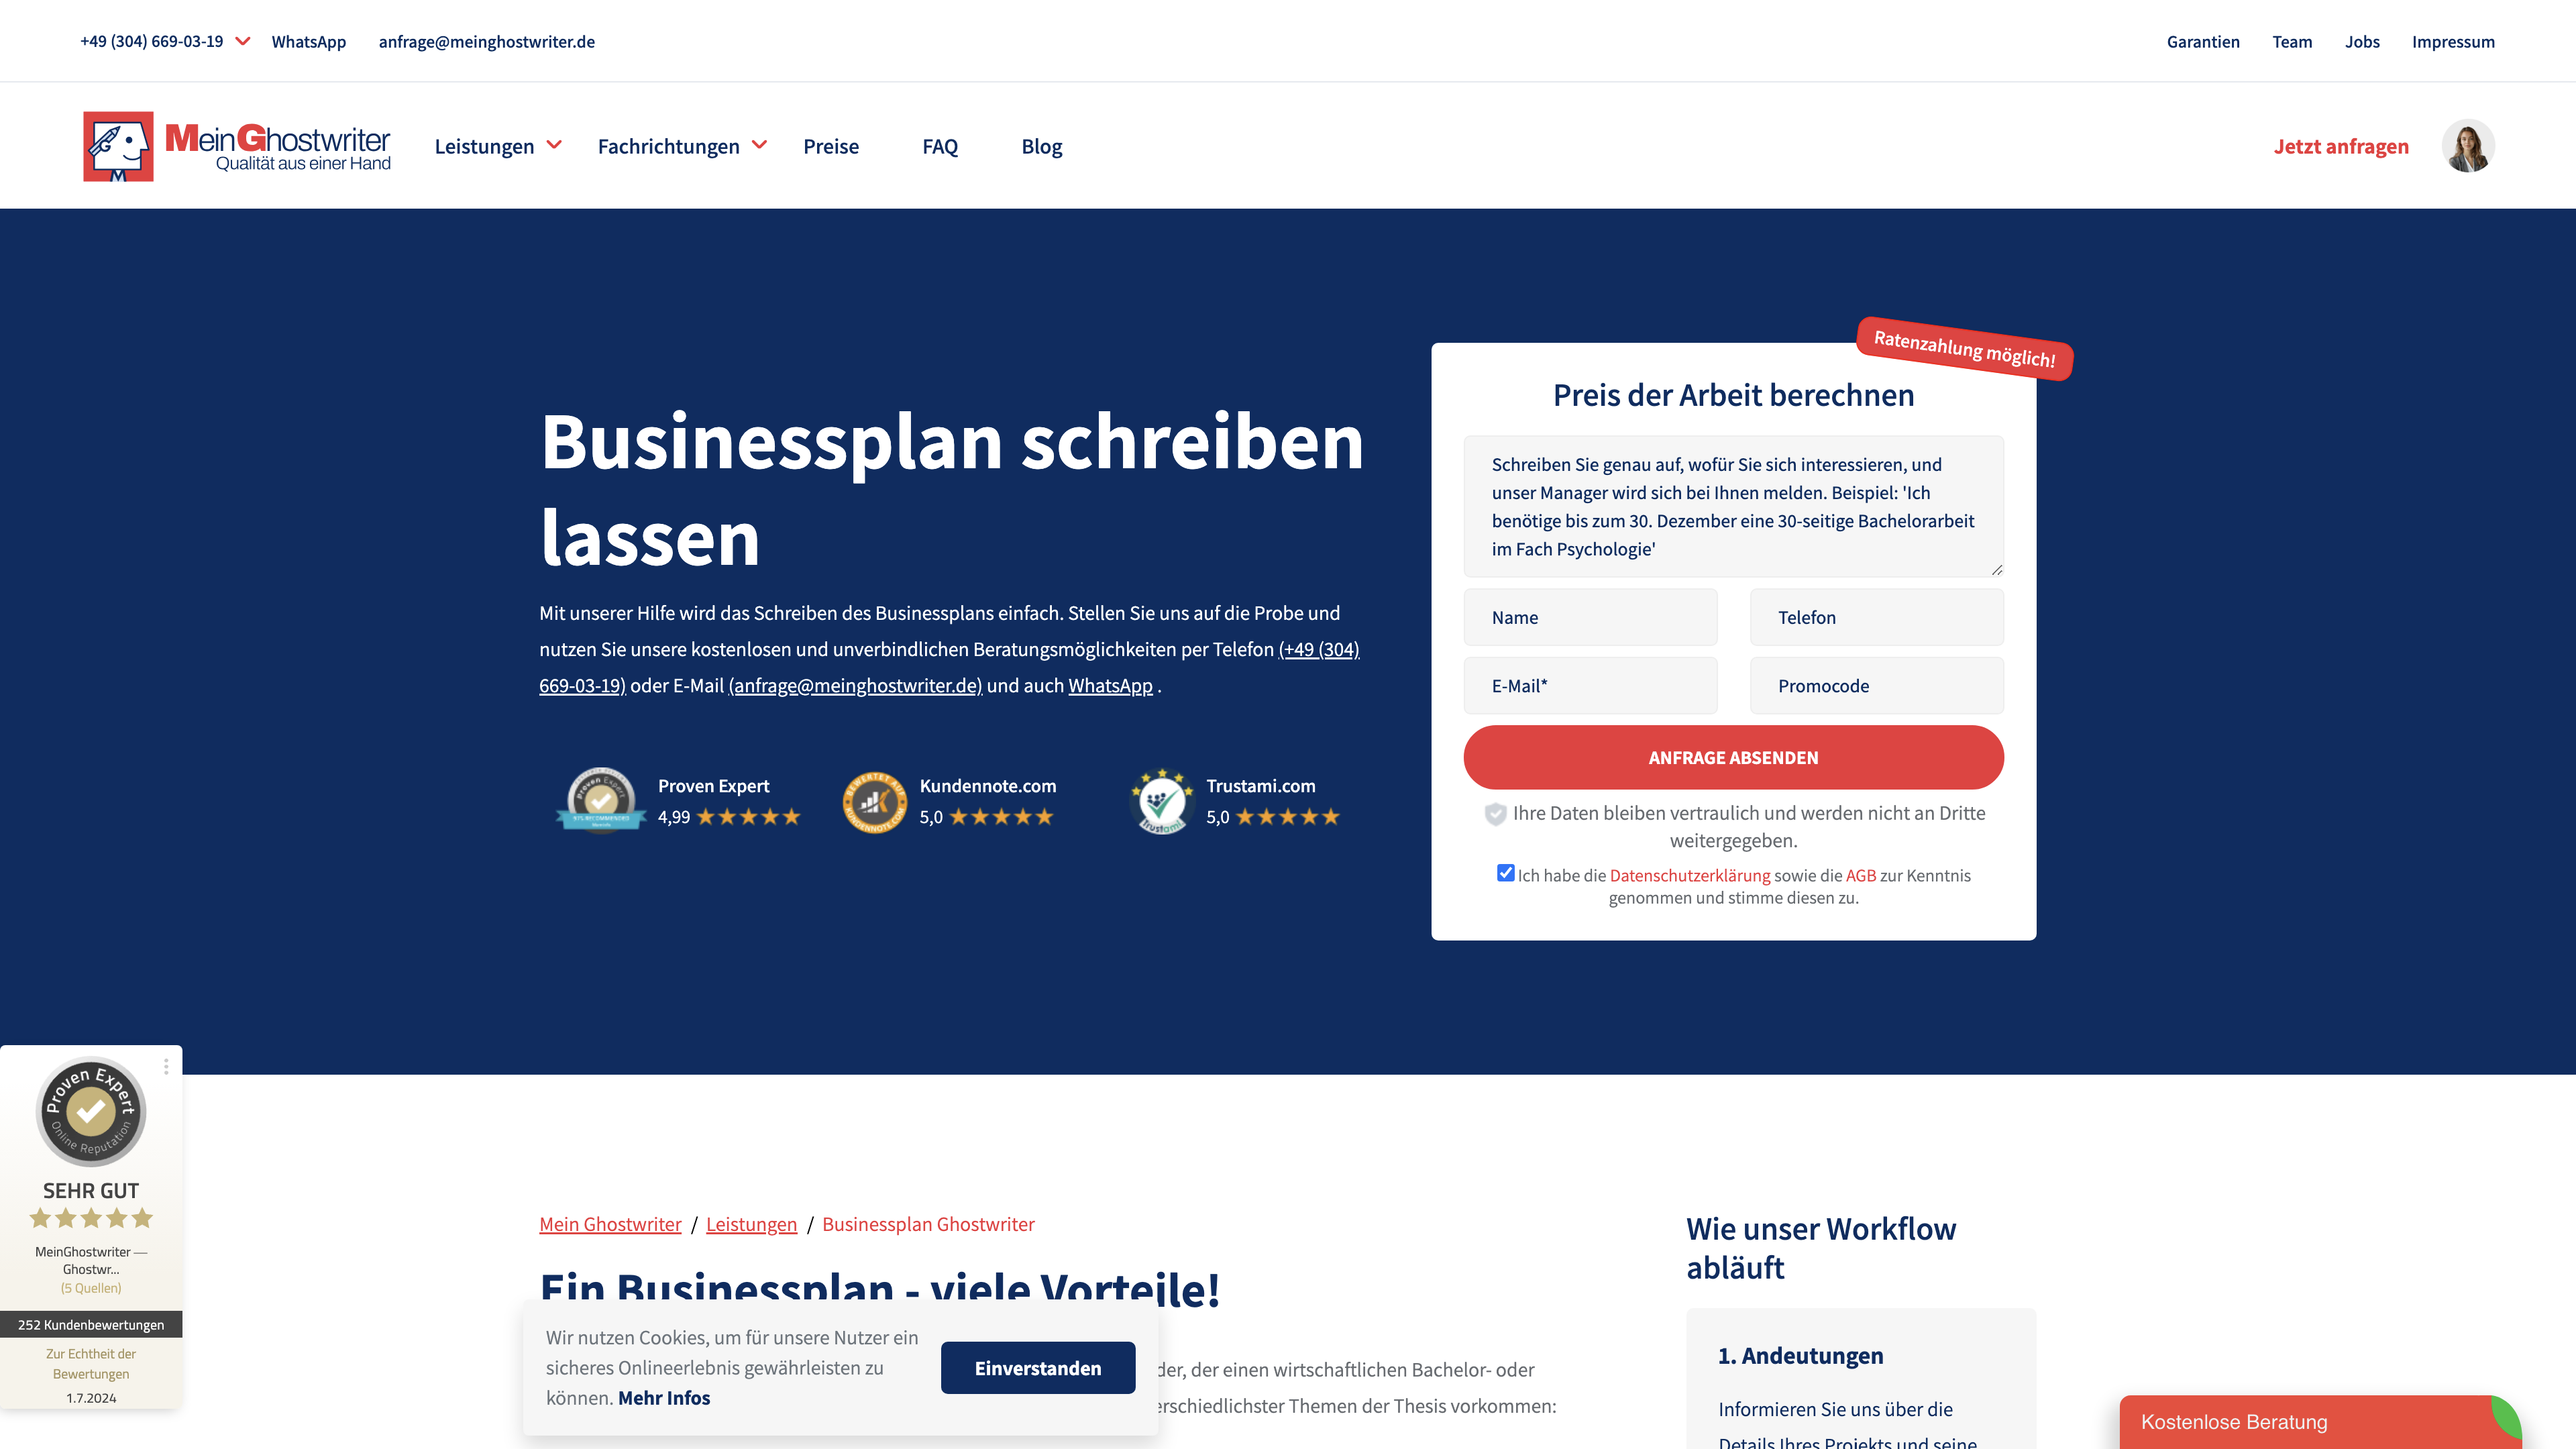 +49 (304) 669-03-19 WhatsApp anfrage@meinghostwriter.de
Garantien Team Jobs Impressum
MeinGhostwriter
Qualität aus einer Hand
Leistungen Fachrichtungen Preise FAQ Blog
Jetzt anfragen
Businessplan schreiben
lassen
Mit unserer Hilfe wird das Schreiben des Businessplans einfach. Stellen Sie uns auf die Probe und
nutzen Sie unsere kostenlosen und unverbindlichen Beratungsmöglichkeiten per Telefon (+49 (304)
669-03-19) oder E-Mail (anfrage@meinghostwriter.de) und auch WhatsApp .
Proven Expert
4,99
Kundennote.com
5,0
Trustami.com
5,0
Ratenzahlung möglich!
Preis der Arbeit berechnen
Schreiben Sie genau auf, wofür Sie sich interessieren, und
unser Manager wird sich bei Ihnen melden. Beispiel: 'Ich
benötige bis zum 30. Dezember eine 30-seitige Bachelorarbeit
im Fach Psychologie'
Name
Telefon
E-Mail*
Promocode
ANFRAGE ABSENDEN
Ihre Daten bleiben vertraulich und werden nicht an Dritte
weitergegeben.
Ich habe die Datenschutzerklärung sowie die AGB zur Kenntnis
genommen und stimme diesen zu.
Proven Expert
Online Reputation
SEHR GUT
MeinGhostwriter —
Ghostwr...
(5 Quellen)
252 Kundenbewertungen
Zur Echtheit der
Bewertungen
1.7.2024
Mein Ghostwriter / Leistungen / Businessplan Ghostwriter
Ein Businessplan - viele Vorteile!
der, der einen wirtschaftlichen Bachelor- oder
erschiedlichster Themen der Thesis vorkommen:
Wir nutzen Cookies, um für unsere Nutzer ein
sicheres Onlineerlebnis gewährleisten zu
können. Mehr Infos
Einverstanden
Wie unser Workflow
abläuft
1. Andeutungen
Informieren Sie uns über die
Details Ihres Projekts und seine
Kostenlose Beratung